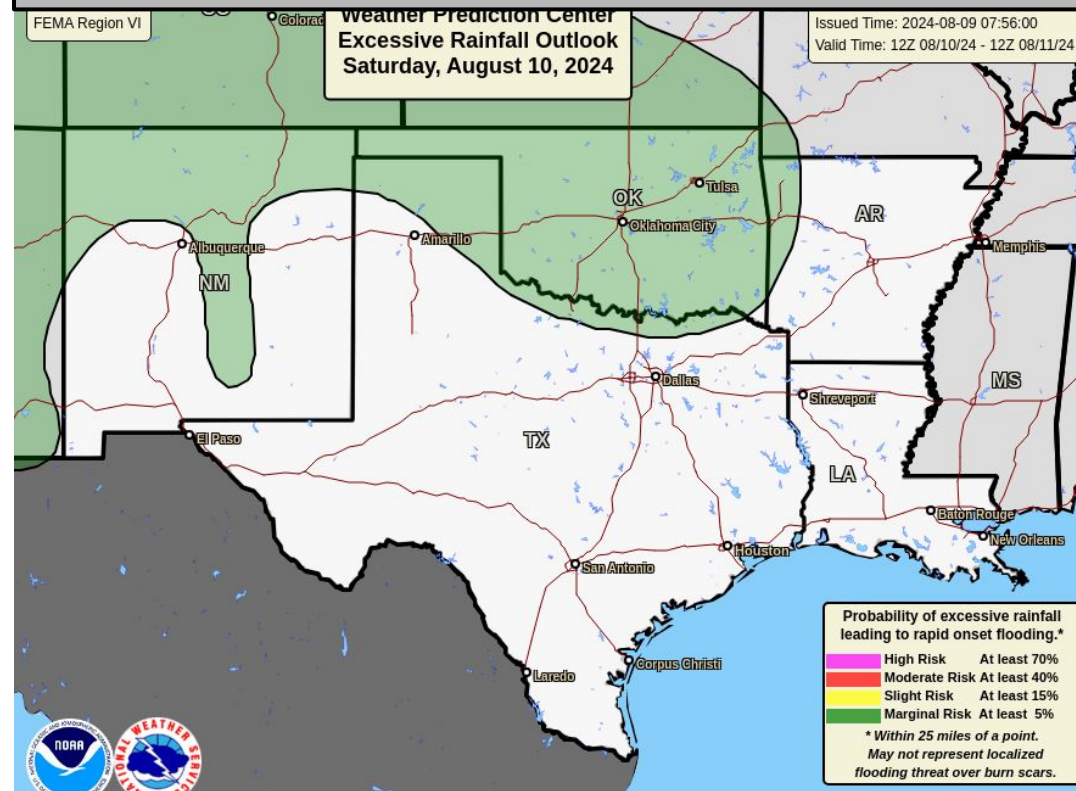 FEMA Region VI
Weather Prediction Center
Excessive Rainfall Outlook
Saturday, August 10, 2024
Issued Time: 2024-08-09 07:56:00
Valid Time: 12Z 08/10/24 - 12Z 08/11/24
Colorad
Tulsa
OK
Oklahoma City
AR
Albuquerque
Amarillo
Memphis
NM
Dallas
MS
Shreveport
El Paso
TX
LA
Baton Rouge
New Orleans
Houston
San Antonio
Laredo
Corpus Christi
Probability of excessive rainfall
leading to rapid onset flooding.*
High Risk At least 70%
Moderate Risk At least 40%
Slight Risk At least 15%
Marginal Risk At least 5%
* Within 25 miles of a point.
May not represent localized
flooding threat over burn scars.
NOAA
NATIONAL WEATHER SERVICE